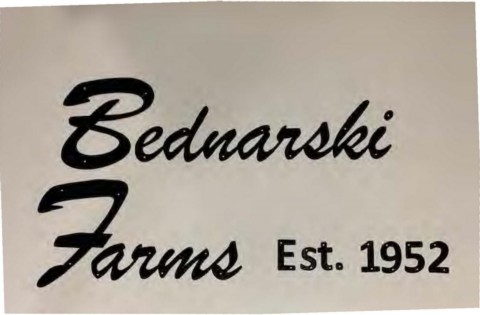 Bednarski
Farms Est. 1952